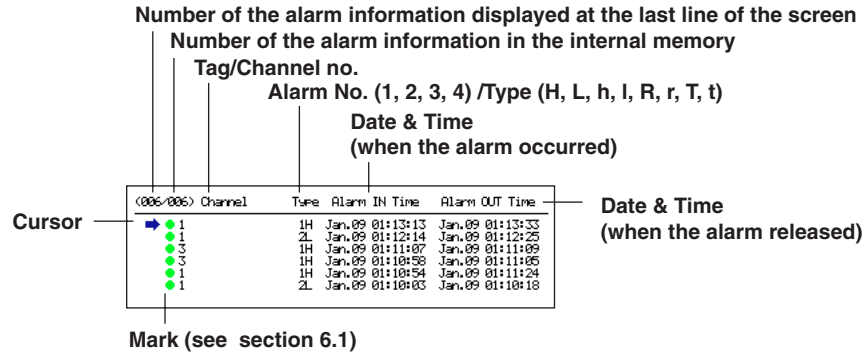 Number of the alarm information displayed at the last line of the screen
Number of the alarm information in the internal memory
Tag/Channel no.
Alarm No. (1, 2, 3, 4) /Type (H, L, h, l, R, r, T, t)
Date & Time
(when the alarm occurred)
(006/006) Channel Type Alarm IN Time Alarm OUT Time
Date & Time
(when the alarm released)
Cursor
1 1H Jan.09 01:13:13 Jan.09 01:13:33
1 2L Jan.09 01:12:14 Jan.09 01:12:25
3 1H Jan.09 01:11:07 Jan.09 01:11:09
3 1H Jan.09 01:10:58 Jan.09 01:11:05
1 1H Jan.09 01:10:54 Jan.09 01:11:24
1 2L Jan.09 01:10:03 Jan.09 01:10:18
Mark (see section 6.1)